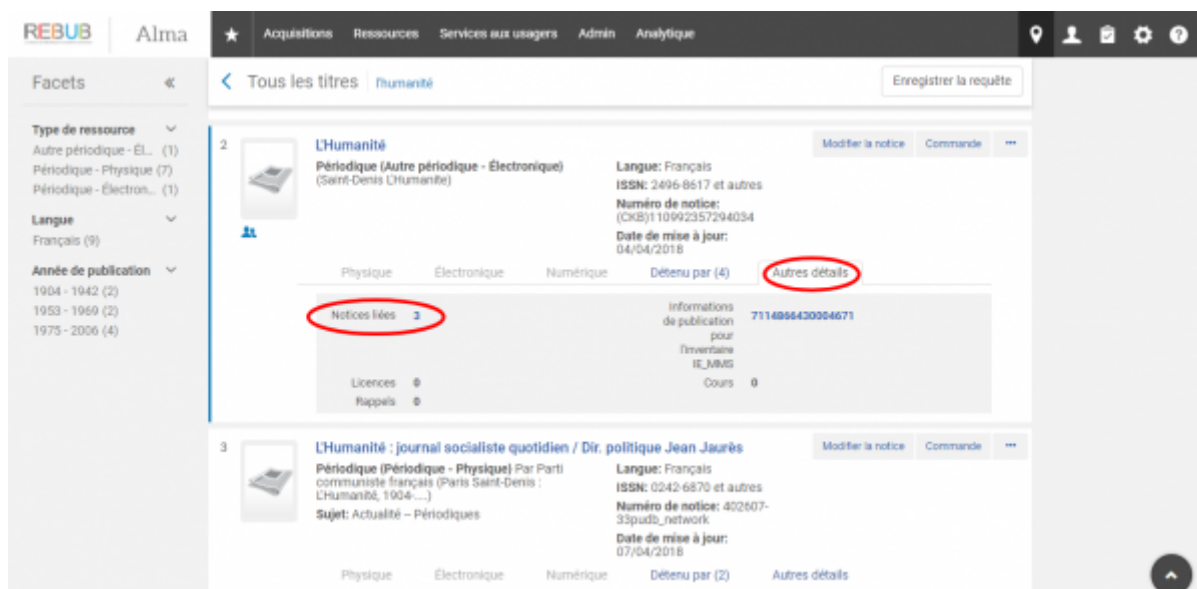 REBUB Alma ★ Acquisitions Ressources Services aux usagers Admin Analytique
Facets «
Tous les titres l'humanité Enregistrer la requête
Type de ressource
Autre périodique - Él... (1)
Périodique - Physique (7)
Périodique - Électron... (1)
Langue
Français (9)
Année de publication
1904 - 1942 (2)
1953 - 1969 (2)
1975 - 2006 (4)
2 L'Humanité Modifier la notice Commande ...
Périodique (Autre périodique - Électronique)
(Saint-Denis L'Humanite)
Langue: Français
ISSN: 2496-8617 et autres
Numéro de notice:
(CKB)110992357294034
Date de mise à jour:
04/04/2018
Physique Électronique Numérique Détenu par (4) Autres détails
Notices liées 3
Informations
de publication
pour
l'inventaire
IE_MMS
7114866430004671
Licences 0 Cours 0
Rappels 0
3 L'Humanité : journal socialiste quotidien / Dir. politique Jean Jaurès Modifier la notice Commande ...
Périodique (Périodique - Physique) Par Parti
communiste français (Paris Saint-Denis :
L'Humanité, 1904-....)
Sujet: Actualité -- Périodiques
Langue: Français
ISSN: 0242-6870 et autres
Numéro de notice: 402607-
33pudb_network
Date de mise à jour:
07/04/2018
Physique Électronique Numérique Détenu par (2) Autres détails